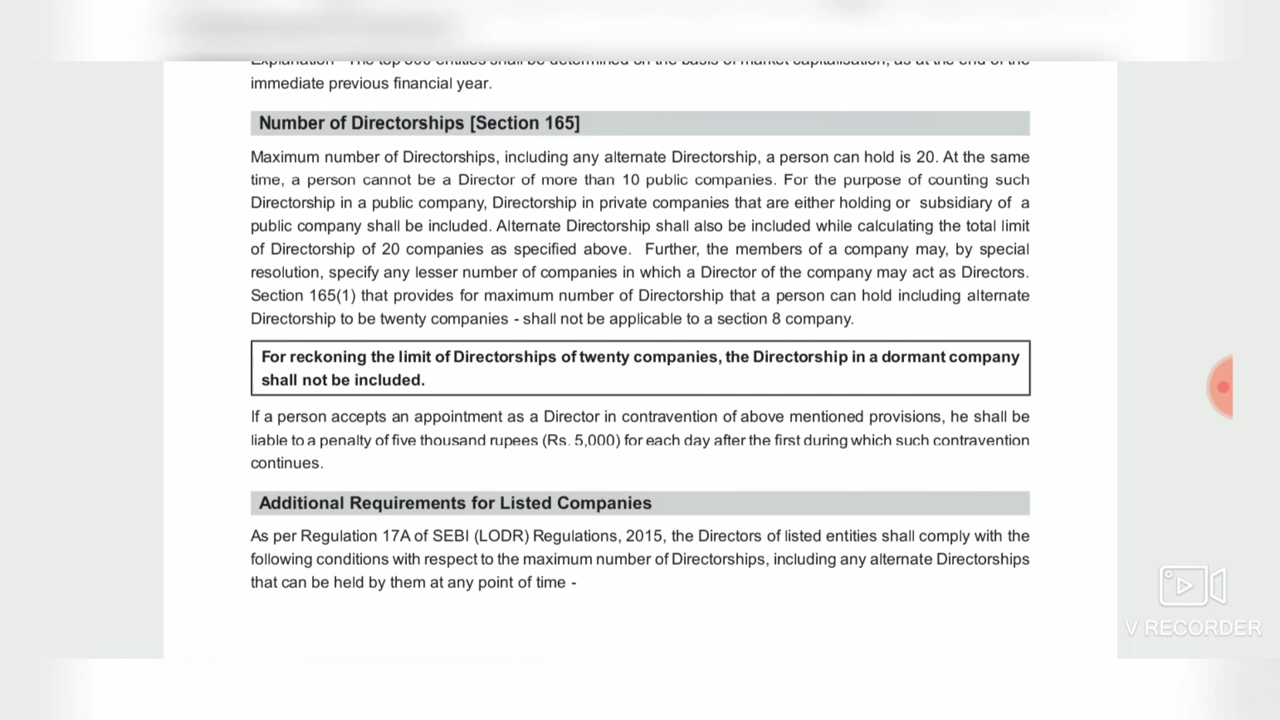 immediate previous financial year.
Number of Directorships [Section 165]
Maximum number of Directorships, including any alternate Directorship, a person can hold is 20. At the same
time, a person cannot be a Director of more than 10 public companies. For the purpose of counting such
Directorship in a public company, Directorship in private companies that are either holding or subsidiary of a
public company shall be included. Alternate Directorship shall also be included while calculating the total limit
of Directorship of 20 companies as specified above. Further, the members of a company may, by special
resolution, specify any lesser number of companies in which a Director of the company may act as Directors.
Section 165(1) that provides for maximum number of Directorship that a person can hold including alternate
Directorship to be twenty companies - shall not be applicable to a section 8 company.
For reckoning the limit of Directorships of twenty companies, the Directorship in a dormant company
shall not be included.
If a person accepts an appointment as a Director in contravention of above mentioned provisions, he shall be
liable to a penalty of five thousand rupees (Rs. 5,000) for each day after the first during which such contravention
continues.
Additional Requirements for Listed Companies
As per Regulation 17A of SEBI (LODR) Regulations, 2015, the Directors of listed entities shall comply with the
following conditions with respect to the maximum number of Directorships, including any alternate Directorships
that can be held by them at any point of time -
V RECORDER